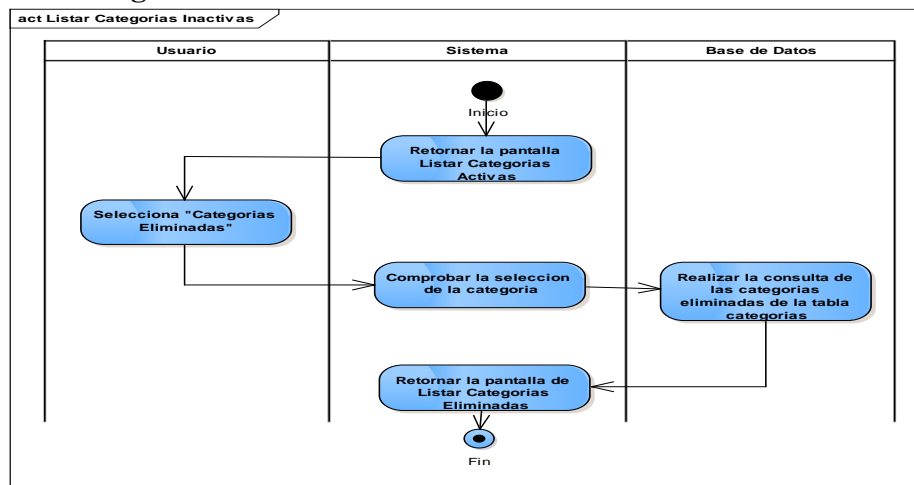 act Listar Categorias Inactivas
Usuario
Sistema
Base de Datos
Inicio
Retornar la pantalla
Listar Categorias
Activas
Selecciona "Categorias
Eliminadas"
Comprobar la seleccion
de la categoria
Realizar la consulta de
las categorias
eliminadas de la tabla
categorias
Retornar la pantalla de
Listar Categorias
Eliminadas
Fin